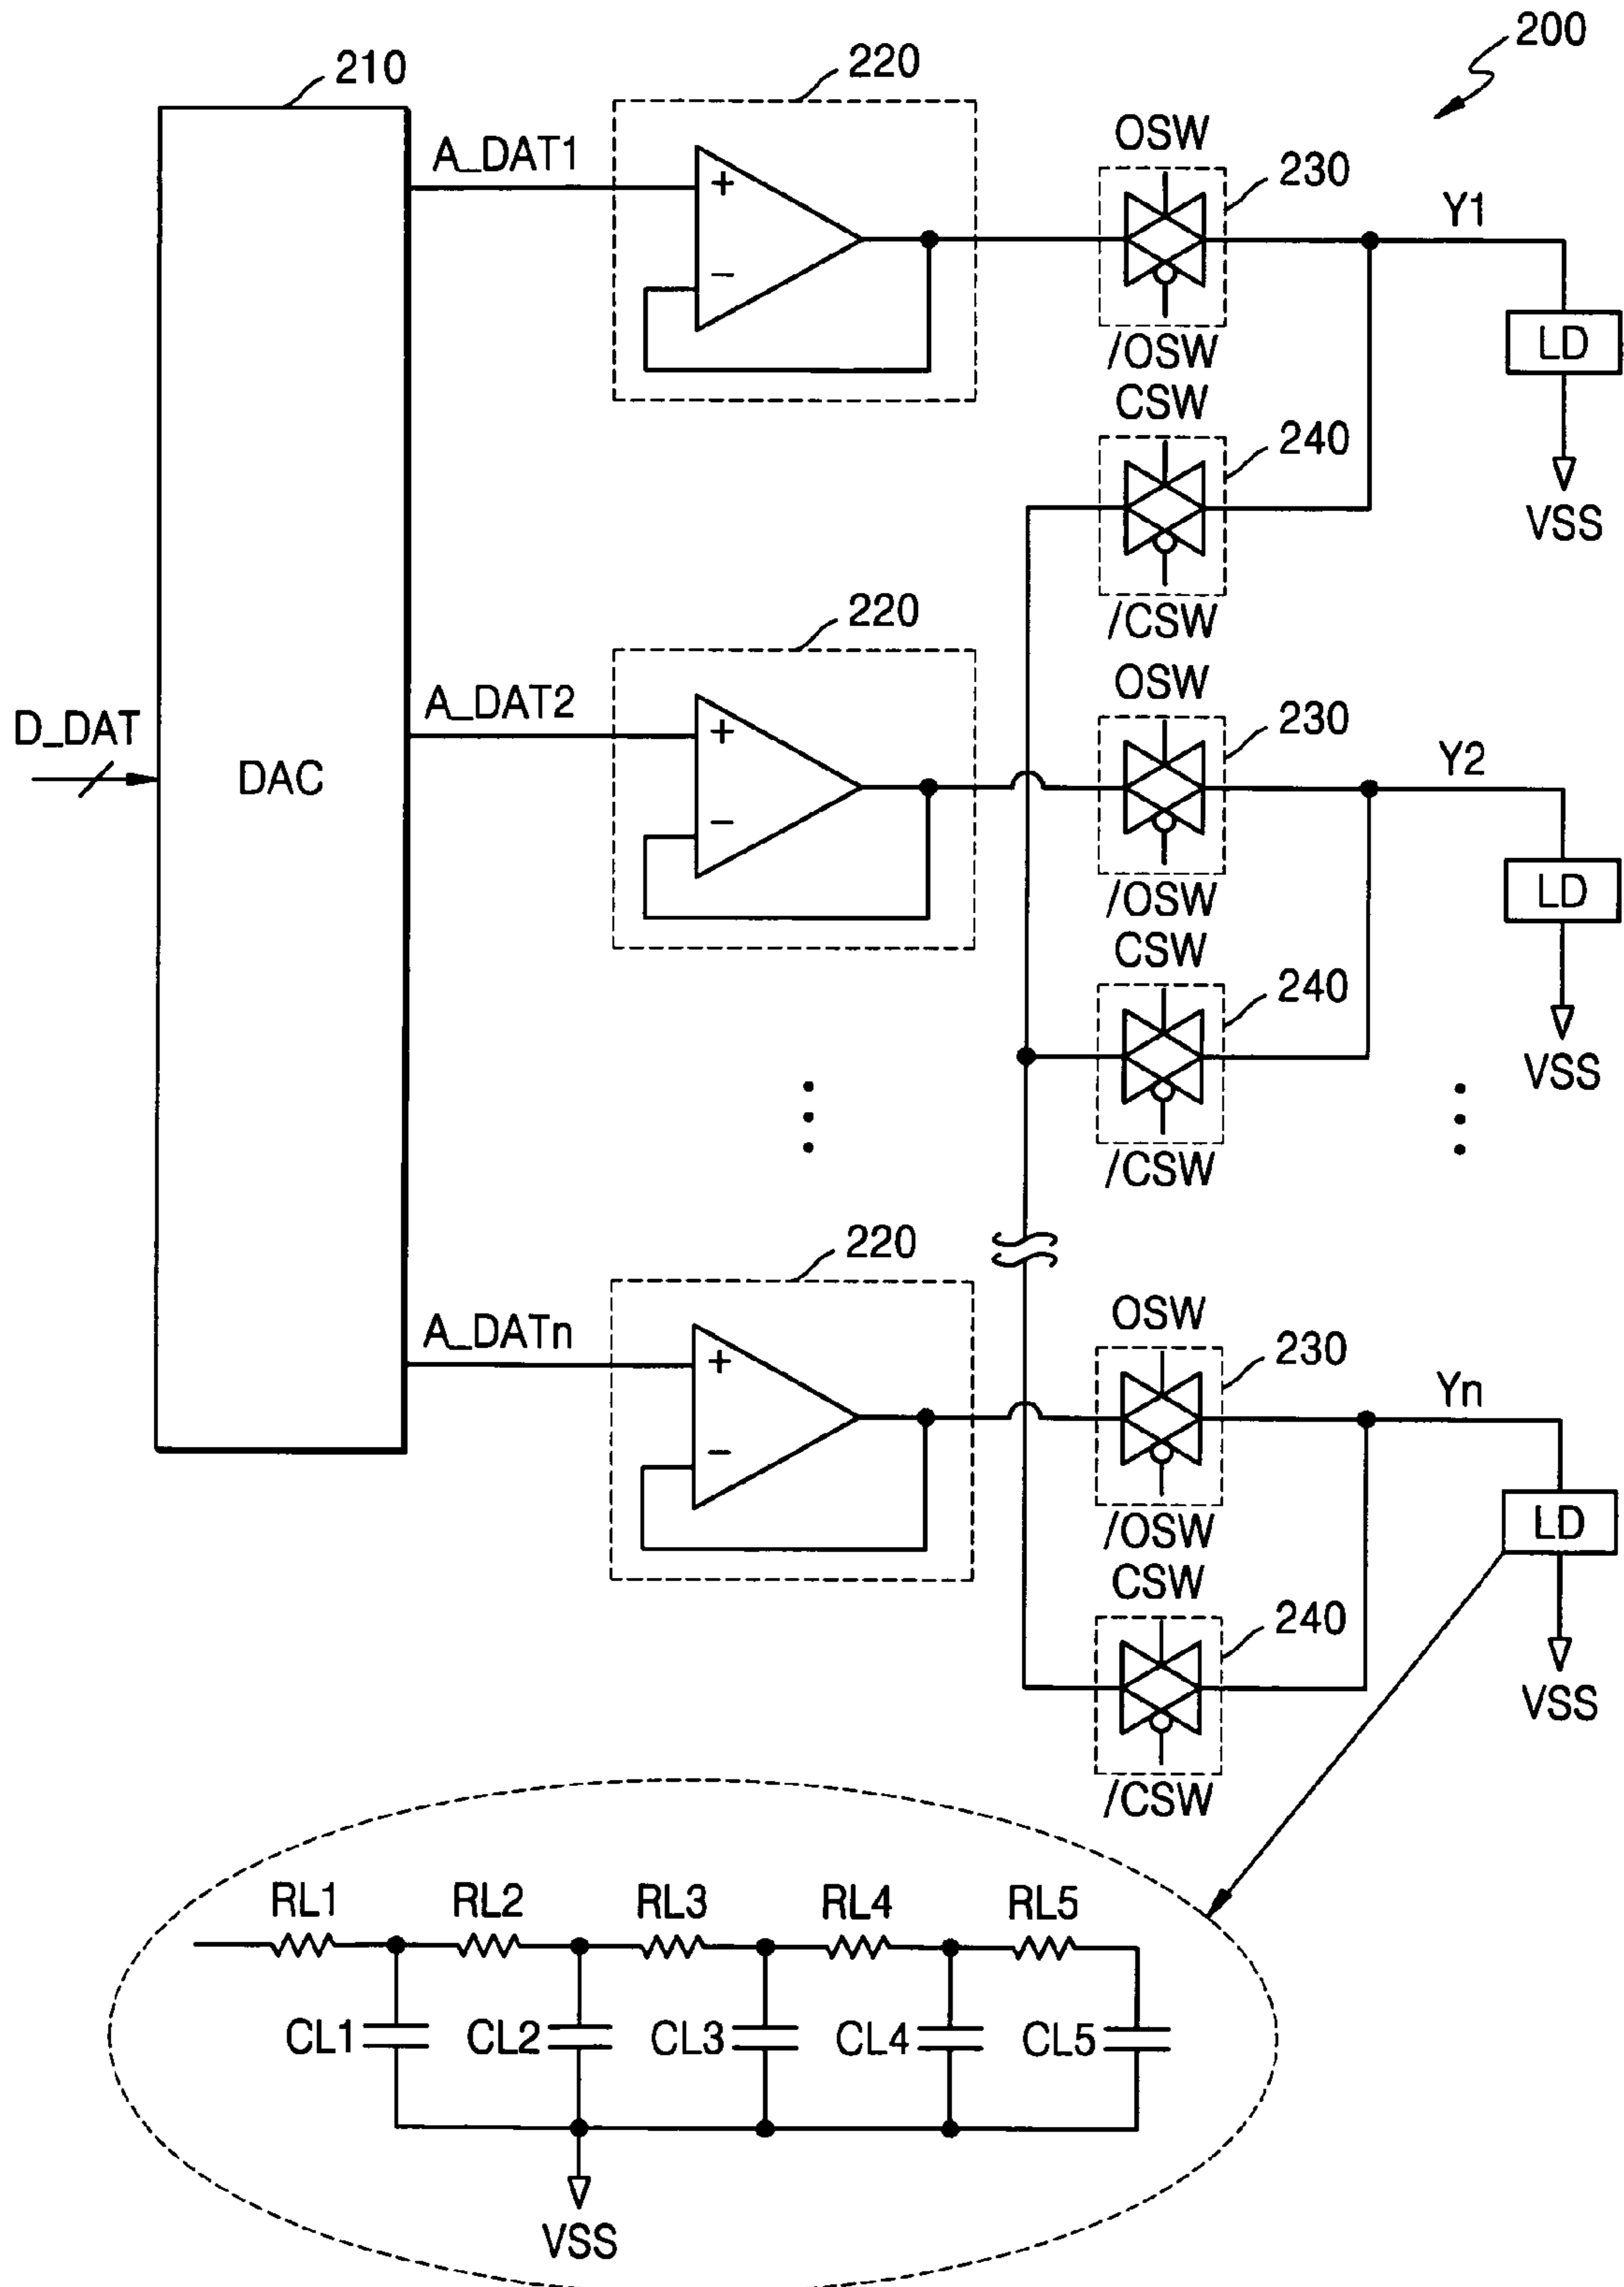 200
210
220
A_DAT1
+
−
OSW
230
/OSW
Y1
LD
VSS
CSW
240
/CSW
D_DAT
DAC
220
A_DAT2
+
−
OSW
230
/OSW
Y2
LD
VSS
CSW
240
/CSW
220
A_DATn
+
−
OSW
230
/OSW
Yn
LD
VSS
CSW
240
/CSW
RL1 RL2 RL3 RL4 RL5
CL1 CL2 CL3 CL4 CL5
VSS